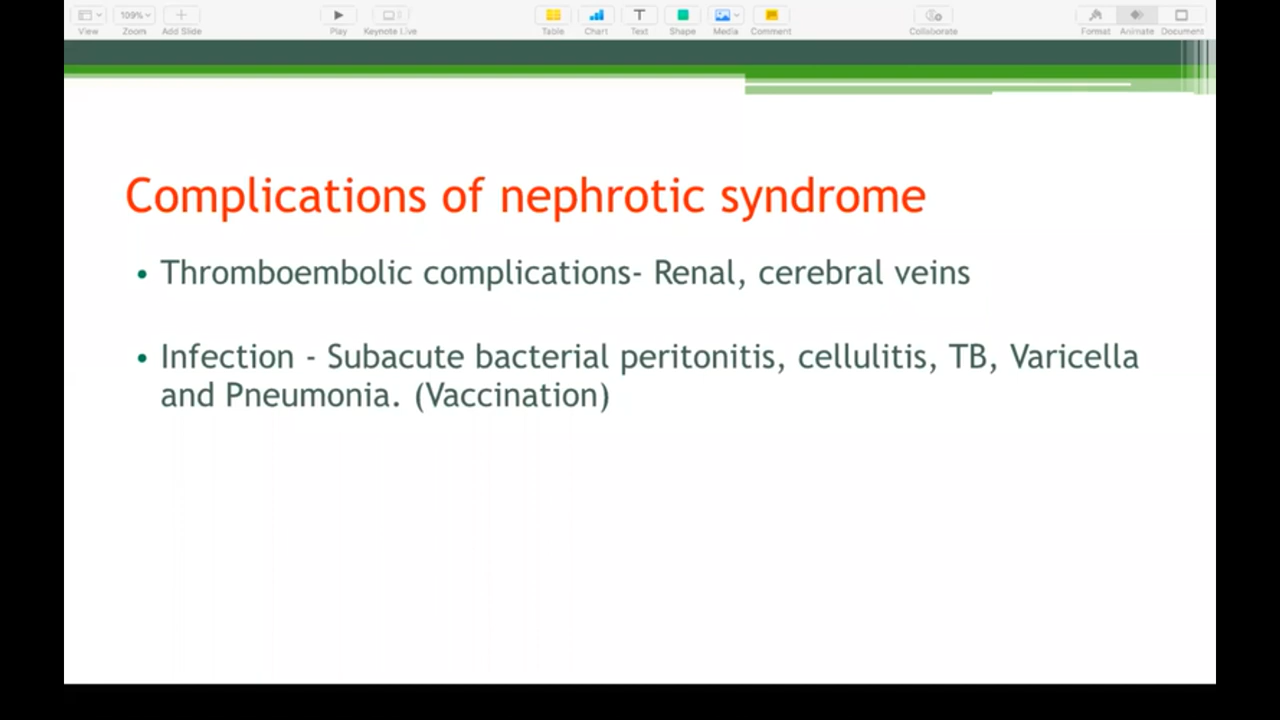 109%
View Zoom Add Slide Play Keynote Live Table Chart Text Shape Media Comment Collaborate Format Animate Document
Complications of nephrotic syndrome
• Thromboembolic complications- Renal, cerebral veins
• Infection - Subacute bacterial peritonitis, cellulitis, TB, Varicella
and Pneumonia. (Vaccination)